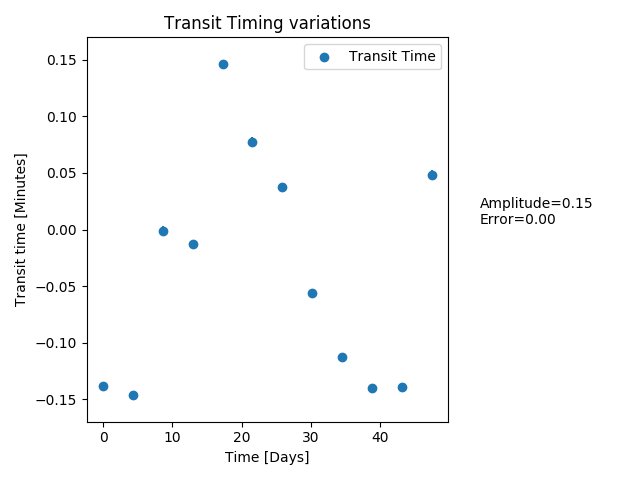 Transit Timing variations
Transit Time
0.15
0.10
0.05
0.00
−0.05
−0.10
−0.15
Transit time [Minutes]
Amplitude=0.15
Error=0.00
0 10 20 30 40
Time [Days]